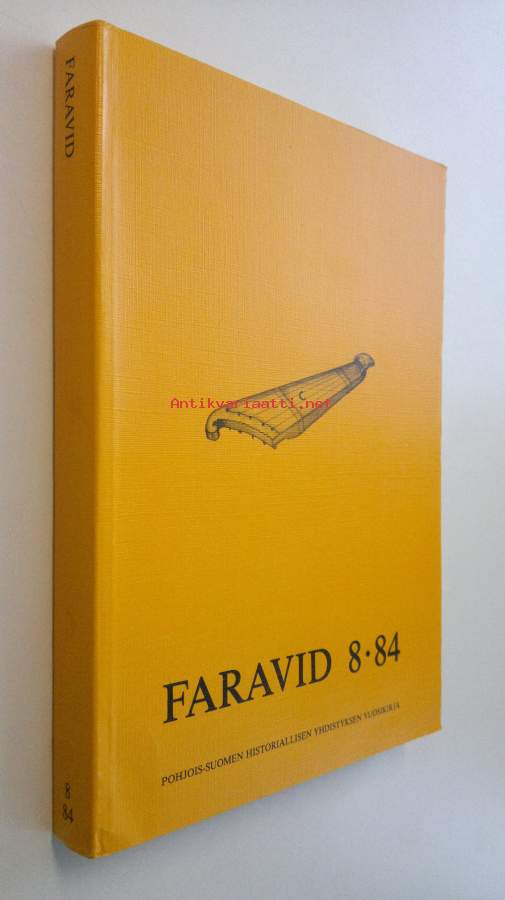 FARAVID
8
84
Antikvariaatti.net
FARAVID 8·84
POHJOIS-SUOMEN HISTORIALLISEN YHDISTYKSEN VUOSIKIRJA